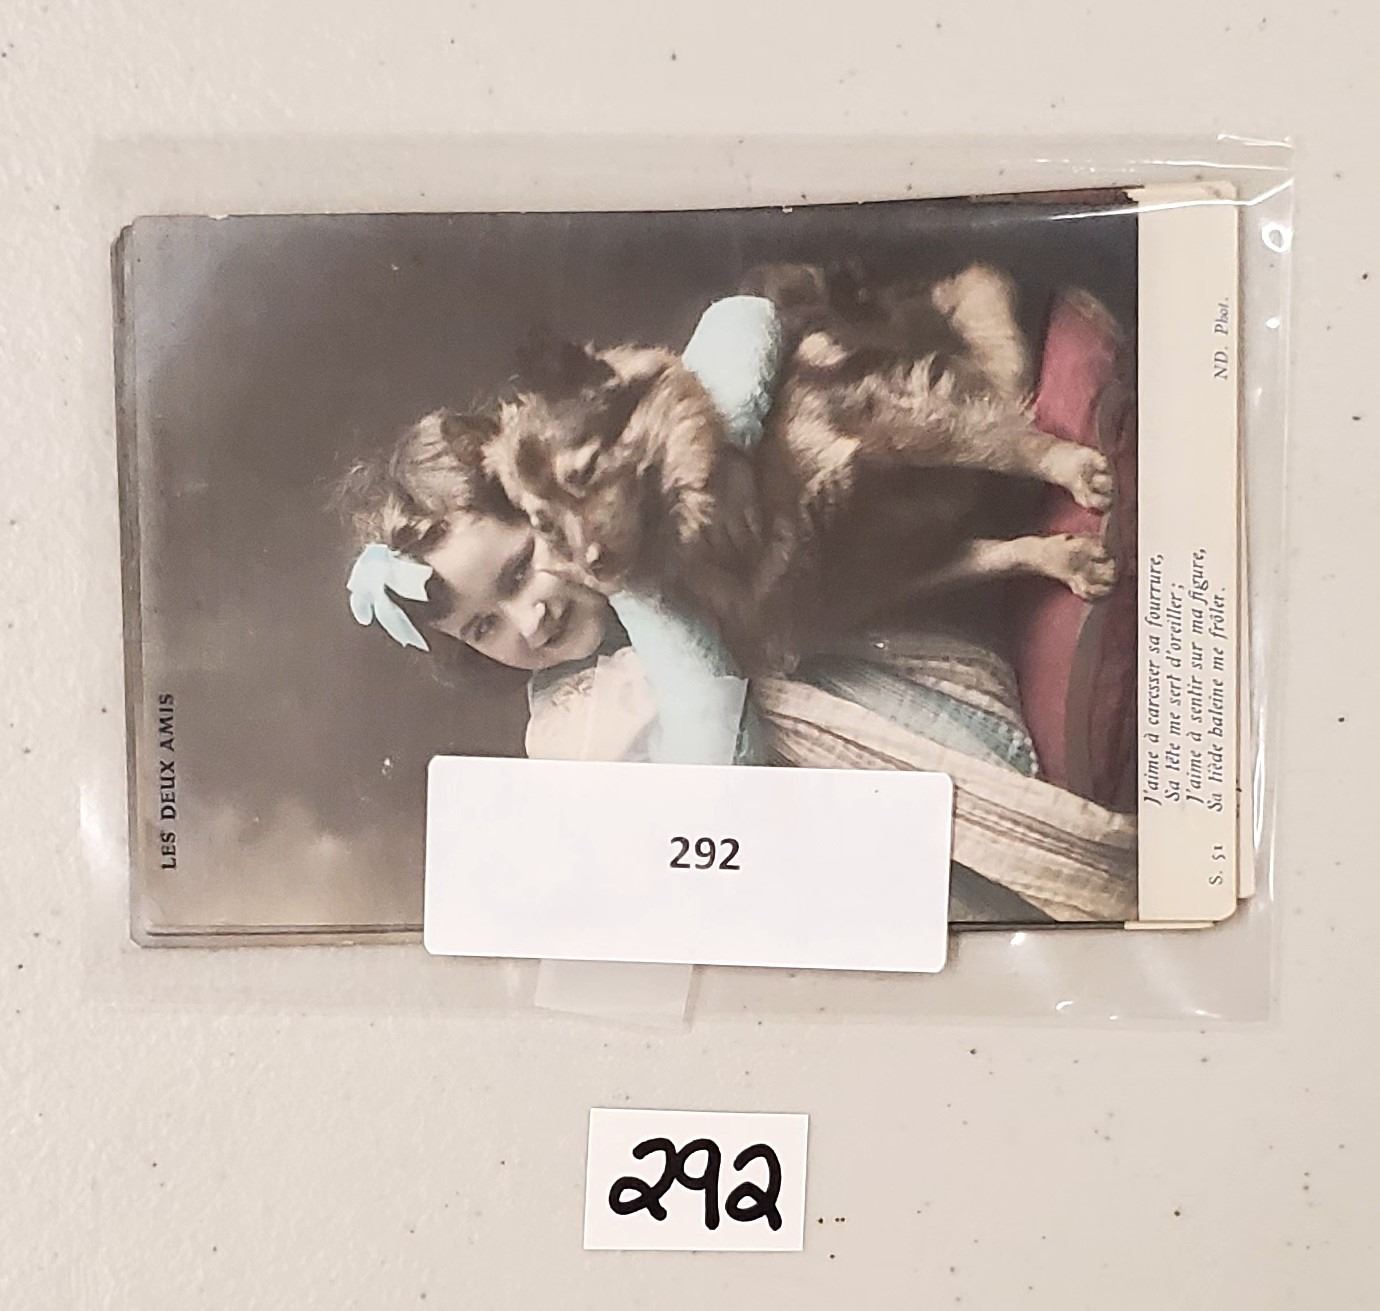 LES DEUX AMIS
J'aime à caresser sa fourrure,
Sa tête me sert d'oreiller ;
J'aime à sentir sur ma figure,
Sa tiède haleine me frôler.
S. 51
ND. Phot.
292
292